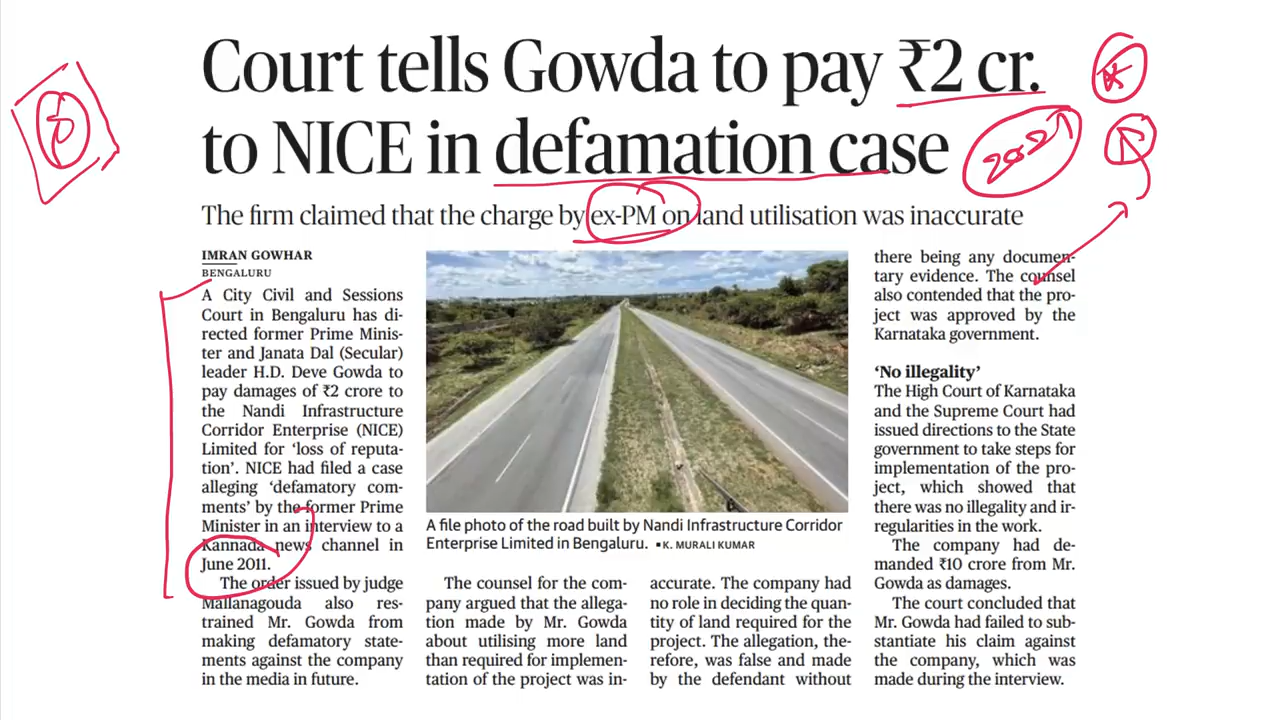 Court tells Gowda to pay ₹2 cr.
to NICE in defamation case
The firm claimed that the charge by ex-PM on land utilisation was inaccurate
IMRAN GOWHAR
BENGALURU
A City Civil and Sessions
Court in Bengaluru has di-
rected former Prime Minis-
ter and Janata Dal (Secular)
leader H.D. Deve Gowda to
pay damages of ₹2 crore to
the Nandi Infrastructure
Corridor Enterprise (NICE)
Limited for ‘loss of reputa-
tion’. NICE had filed a case
alleging ‘defamatory com-
ments’ by the former Prime
Minister in an interview to a
Kannada news channel in
June 2011.
The order issued by judge
Mallanagouda also res-
trained Mr. Gowda from
making defamatory state-
ments against the company
in the media in future.
A file photo of the road built by Nandi Infrastructure Corridor
Enterprise Limited in Bengaluru. ▪ K. MURALI KUMAR
The counsel for the com-
pany argued that the allega-
tion made by Mr. Gowda
about utilising more land
than required for implemen-
tation of the project was in-
accurate. The company had
no role in deciding the quan-
tity of land required for the
project. The allegation, the-
refore, was false and made
by the defendant without
there being any documen-
tary evidence. The counsel
also contended that the pro-
ject was approved by the
Karnataka government.
‘No illegality’
The High Court of Karnataka
and the Supreme Court had
issued directions to the State
government to take steps for
implementation of the pro-
ject, which showed that
there was no illegality and ir-
regularities in the work.
The company had de-
manded ₹10 crore from Mr.
Gowda as damages.
The court concluded that
Mr. Gowda had failed to sub-
stantiate his claim against
the company, which was
made during the interview.